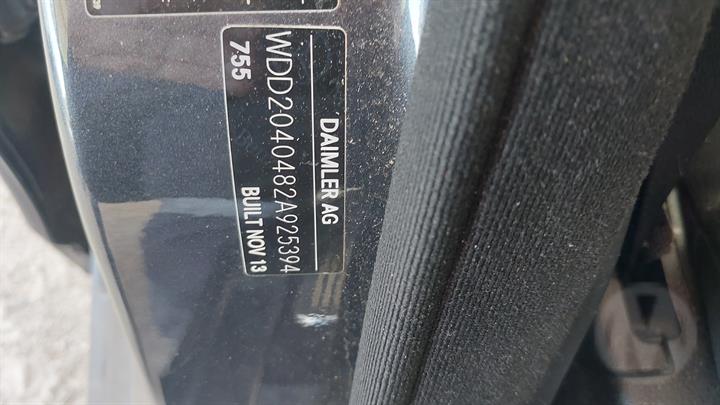 DAIMLER AG
WDD2040482A925394
755 BUILT NOV 13